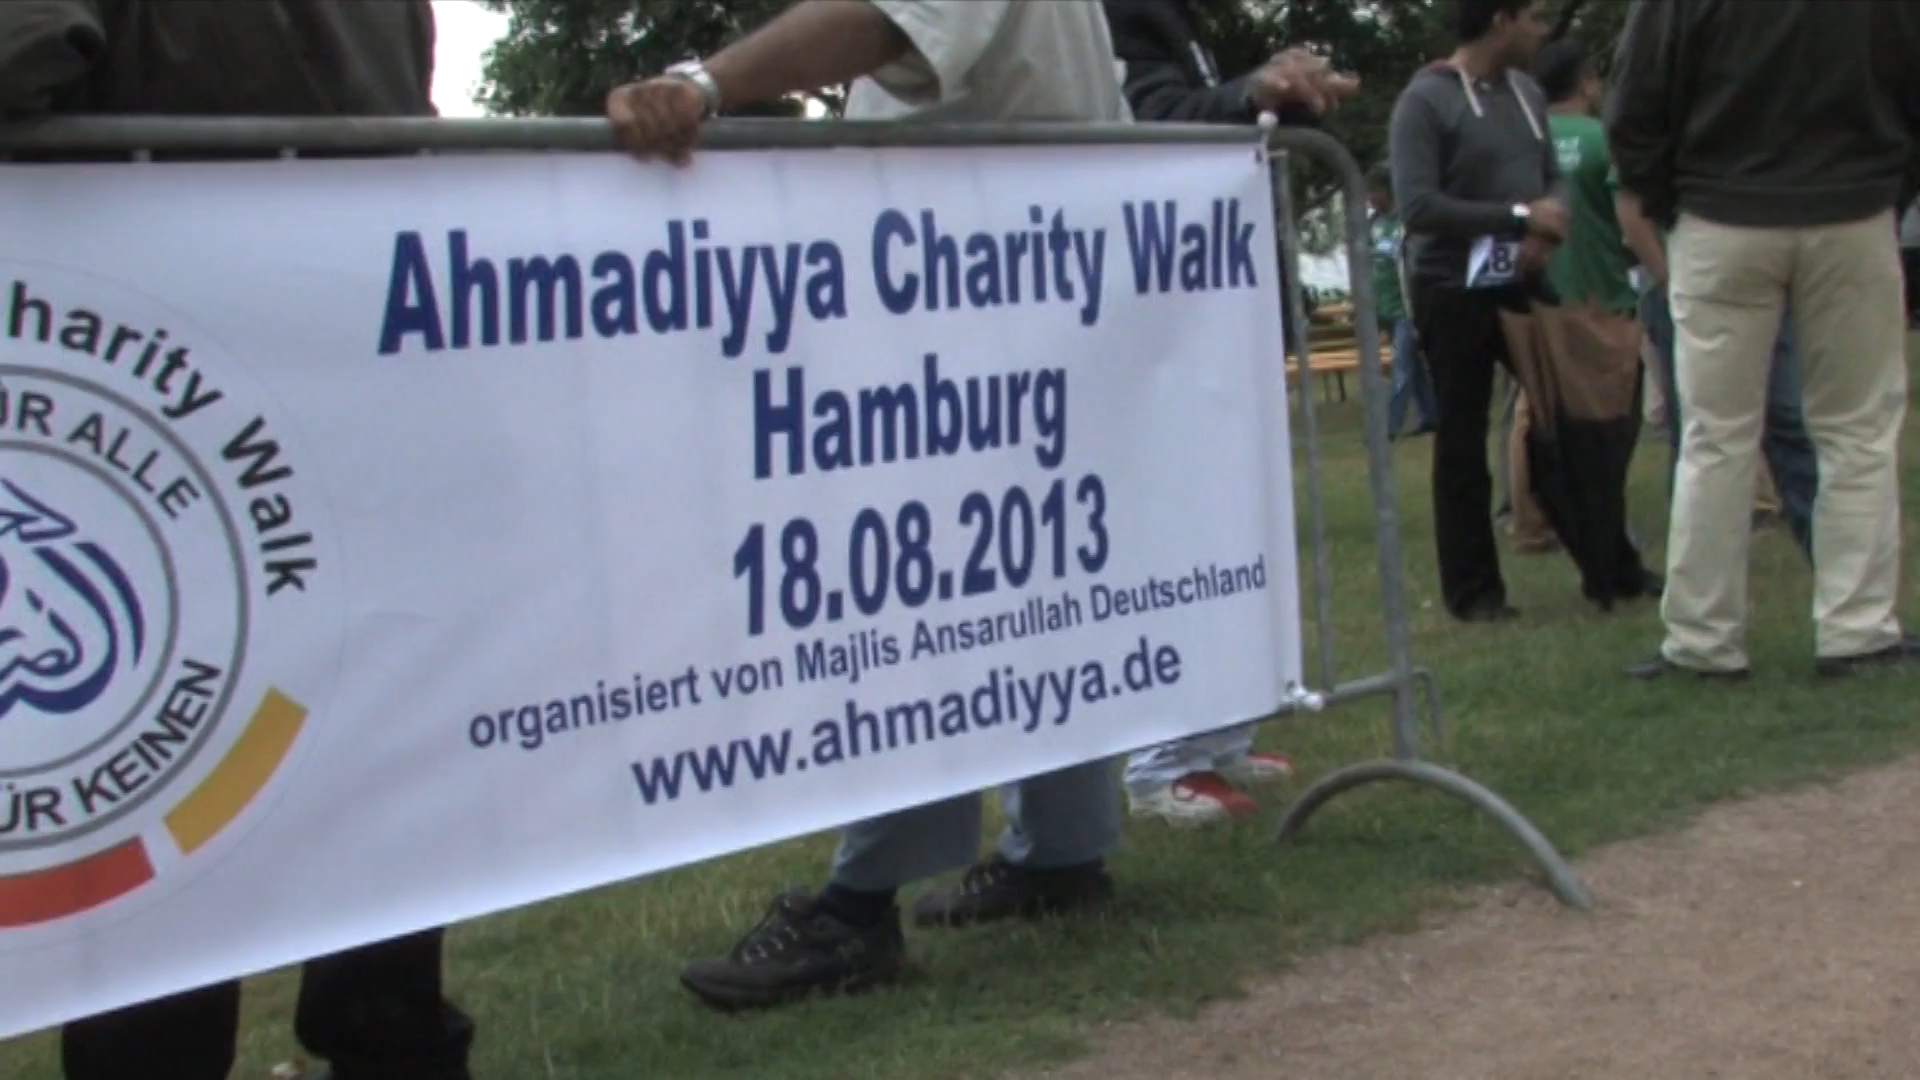 harity Walk
ÜR ALLE
ÜR KEINEN
Ahmadiyya Charity Walk
Hamburg
18.08.2013
organisiert von Majlis Ansarullah Deutschland
www.ahmadiyya.de
8